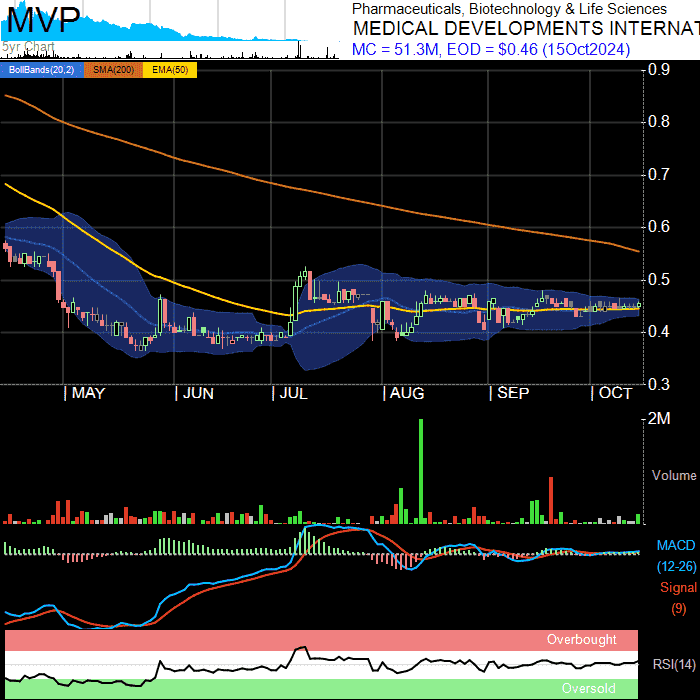 MVP
5yr Chart
Pharmaceuticals, Biotechnology & Life Sciences
MEDICAL DEVELOPMENTS INTERNAT
MC = 51.3M, EOD = $0.46 (15Oct2024)
BollBands(20,2) SMA(200) EMA(50)
0.9
0.8
0.7
0.6
0.5
0.4
0.3
MAY JUN JUL AUG SEP OCT
2M
Volume
MACD
(12-26)
Signal
(9)
Overbought
RSI(14)
Oversold